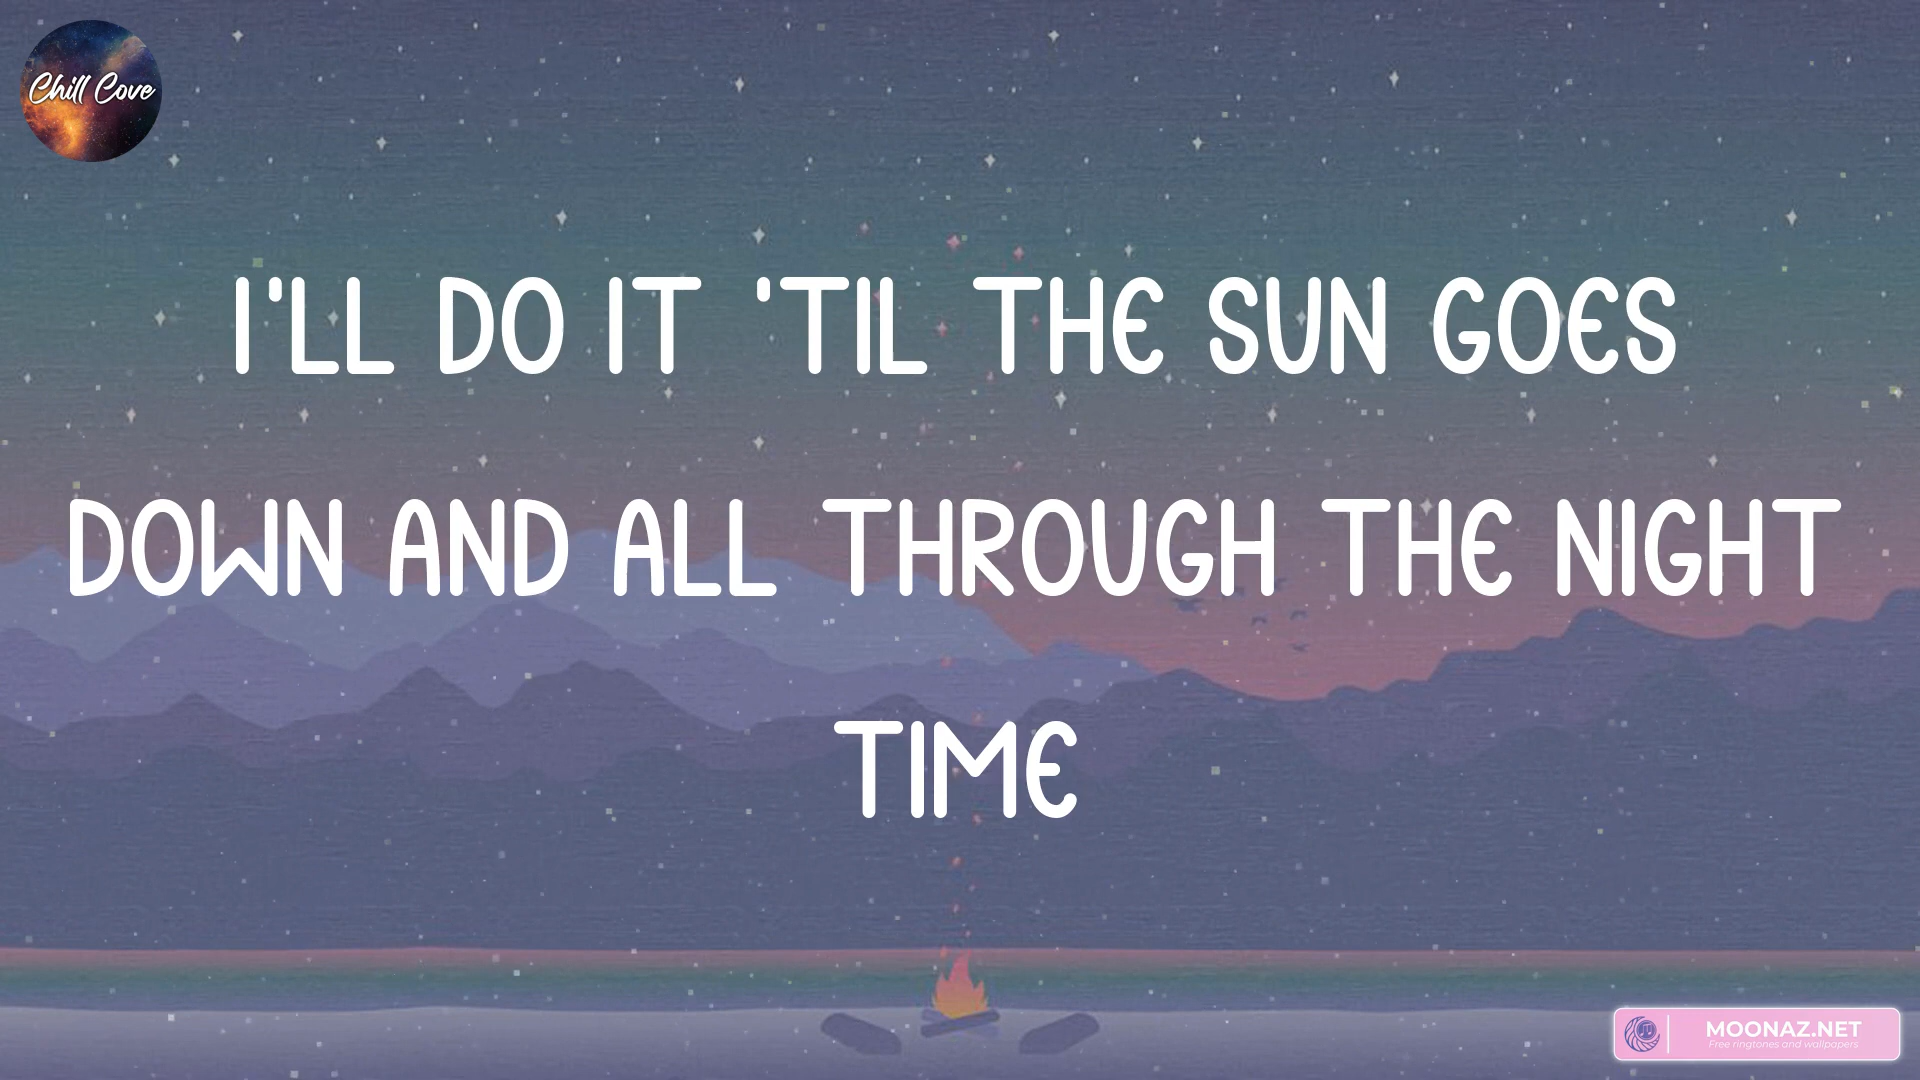 Chill Cove
I'LL DO IT 'TIL THE SUN GOES
DOWN AND ALL THROUGH THE NIGHT
TIME
MOONAZ.NET
Free ringtones and wallpapers